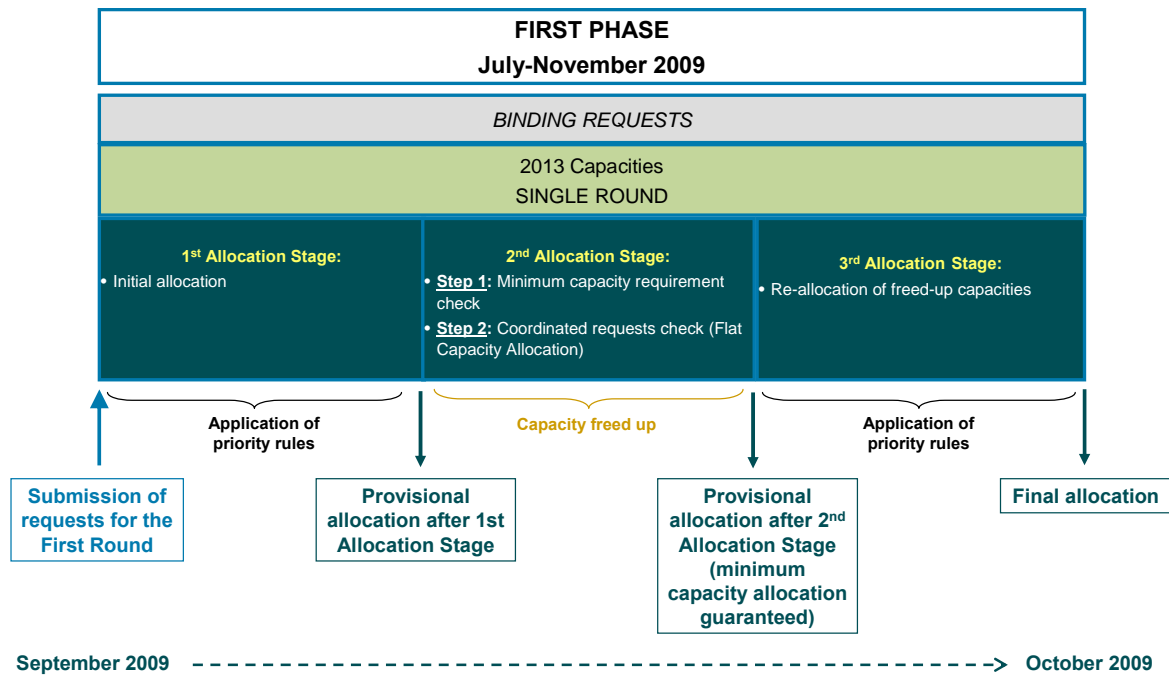 FIRST PHASE
July-November 2009
BINDING REQUESTS
2013 Capacities
SINGLE ROUND
1st Allocation Stage:
• Initial allocation
2nd Allocation Stage:
• Step 1: Minimum capacity requirement
check
• Step 2: Coordinated requests check (Flat
Capacity Allocation)
3rd Allocation Stage:
• Re-allocation of freed-up capacities
Application of
priority rules
Capacity freed up
Application of
priority rules
Submission of
requests for the
First Round
Provisional
allocation after 1st
Allocation Stage
Provisional
allocation after 2nd
Allocation Stage
(minimum
capacity allocation
guaranteed)
Final allocation
September 2009
October 2009